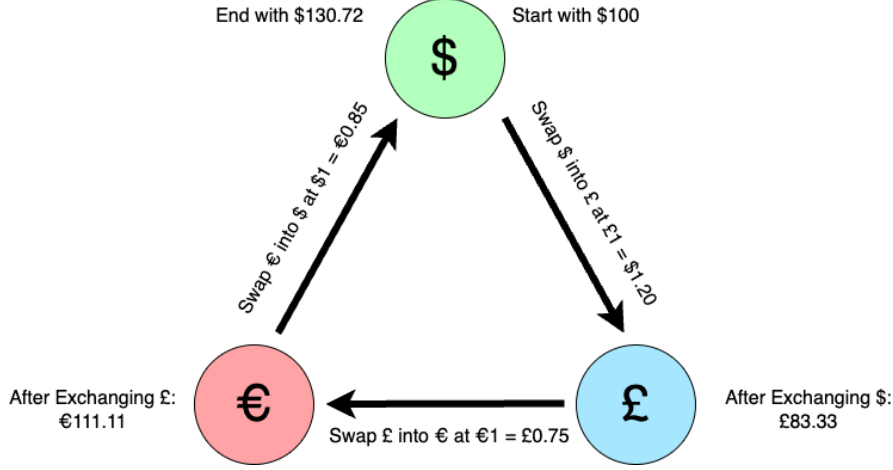 End with $130.72
$
Start with $100
Swap € into $ at $1 = €0.85
Swap $ into £ at £1 = $1.20
After Exchanging £:
€111.11
€
Swap £ into € at €1 = £0.75
£
After Exchanging $:
£83.33